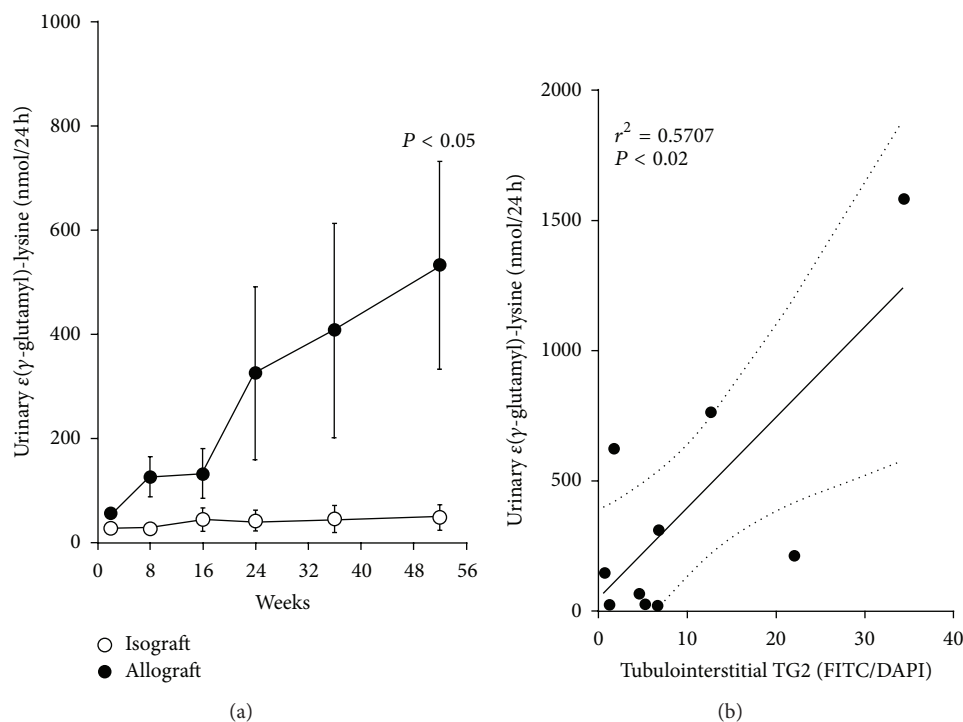 1000
800
600
400
200
0
Urinary ε(γ-glutamyl)-lysine (nmol/24 h)
P < 0.05
0 8 16 24 32 40 48 56
Weeks
Isograft
Allograft
(a)
2000
1500
1000
500
0
Urinary ε(γ-glutamyl)-lysine (nmol/24 h)
r² = 0.5707
P < 0.02
0 10 20 30 40
Tubulointerstitial TG2 (FITC/DAPI)
(b)